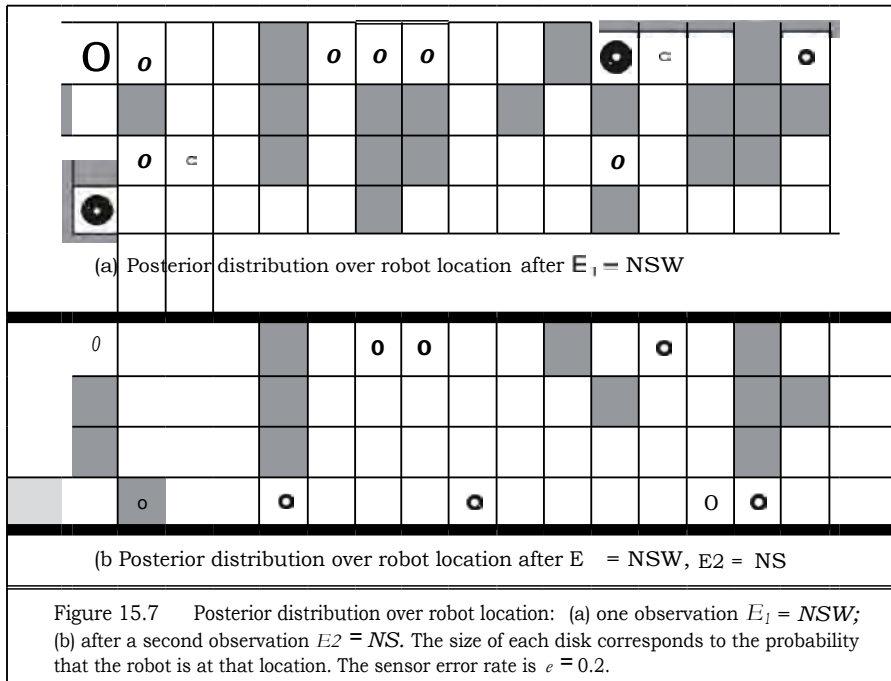 O o o o o c o
o c o
(a) Posterior distribution over robot location after E₁ = NSW
0 o o o
o o o O o
(b Posterior distribution over robot location after E = NSW, E2 = NS
Figure 15.7 Posterior distribution over robot location: (a) one observation E₁ = NSW;
(b) after a second observation E2 = NS. The size of each disk corresponds to the probability
that the robot is at that location. The sensor error rate is e = 0.2.